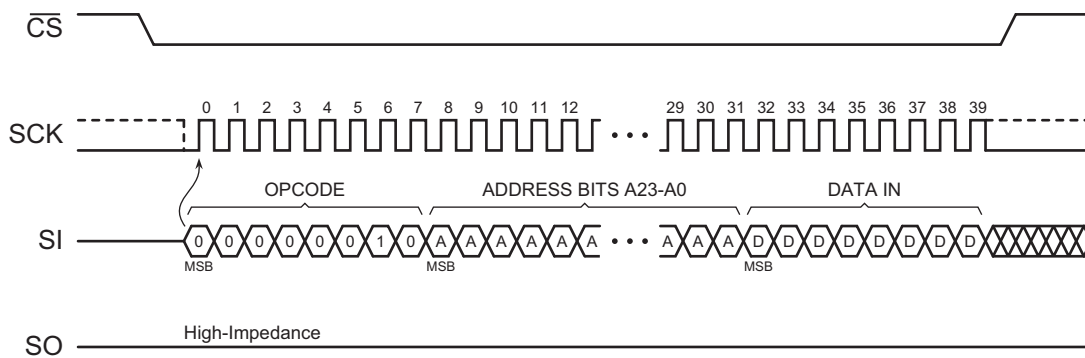 CS
SCK
0 1 2 3 4 5 6 7 8 9 10 11 12 29 30 31 32 33 34 35 36 37 38 39
OPCODE ADDRESS BITS A23-A0 DATA IN
SI
0 0 0 0 0 0 1 0 A A A A A A A A A D D D D D D D D
MSB MSB MSB
High-Impedance
SO